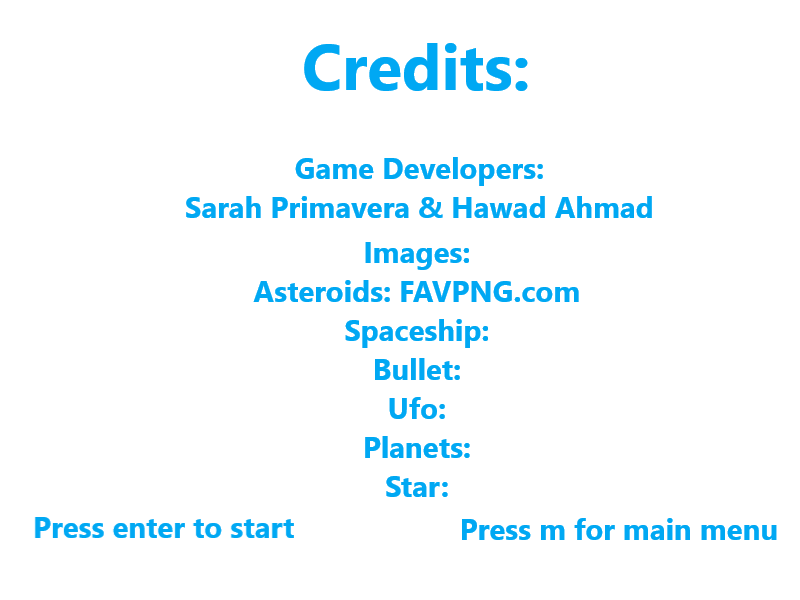 Credits:
Game Developers:
Sarah Primavera & Hawad Ahmad
Images:
Asteroids: FAVPNG.com
Spaceship:
Bullet:
Ufo:
Planets:
Star:
Press enter to start
Press m for main menu